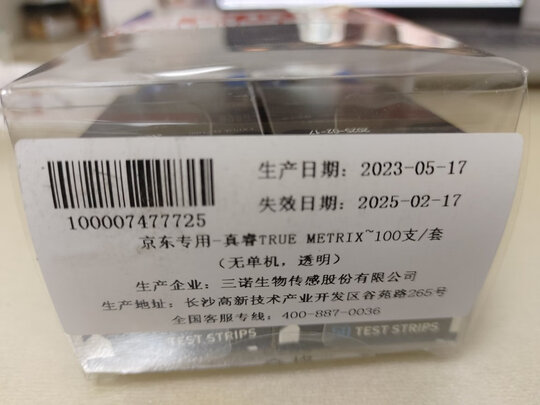 2025-02-17
生产日期：2023-05-17
失效日期：2025-02-17
100007477725
京东专用-真睿TRUE METRIX~100支/套
（无单机，透明）
生产企业：三诺生物传感股份有限公司
生产地址：长沙高新技术产业开发区谷苑路265号
全国客服专线：400-887-0036
TEST STRIPS
TEST STRIPS